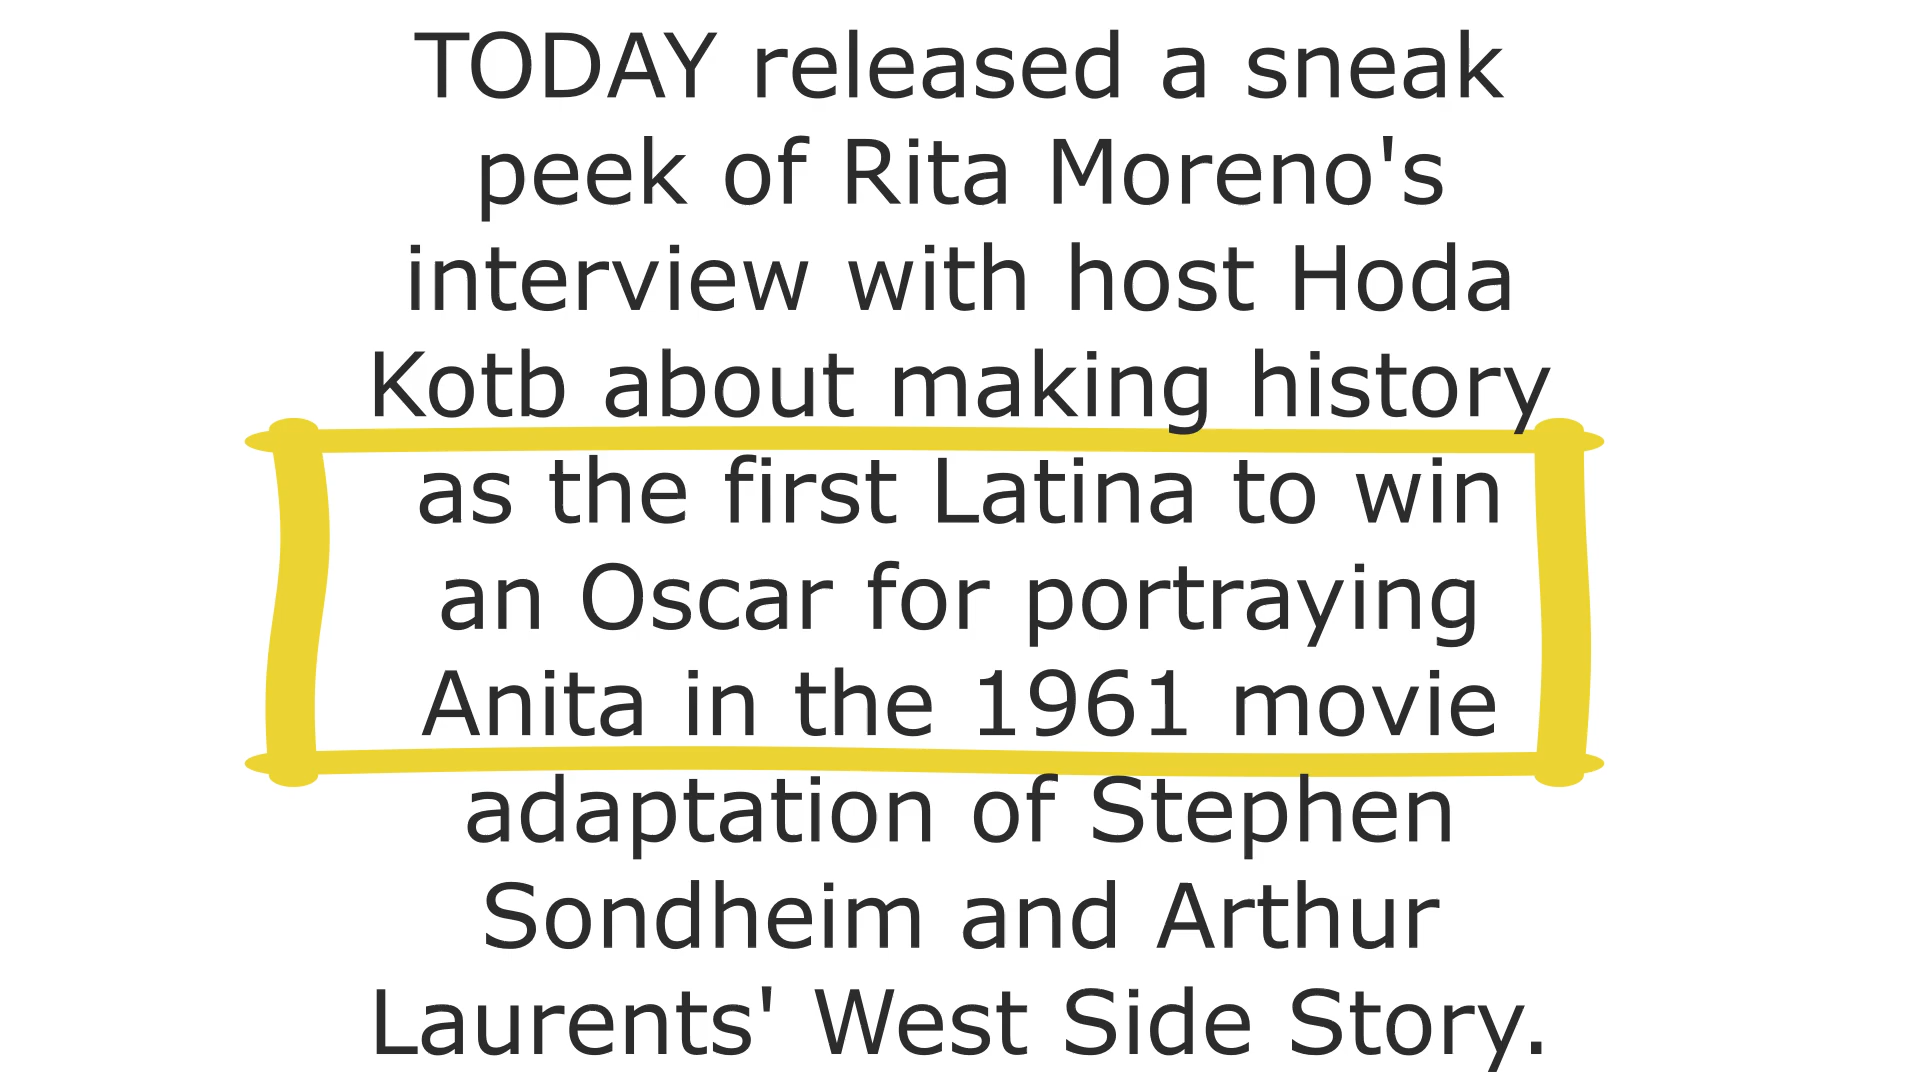 TODAY released a sneak
peek of Rita Moreno's
interview with host Hoda
Kotb about making history
as the first Latina to win
an Oscar for portraying
Anita in the 1961 movie
adaptation of Stephen
Sondheim and Arthur
Laurents' West Side Story.